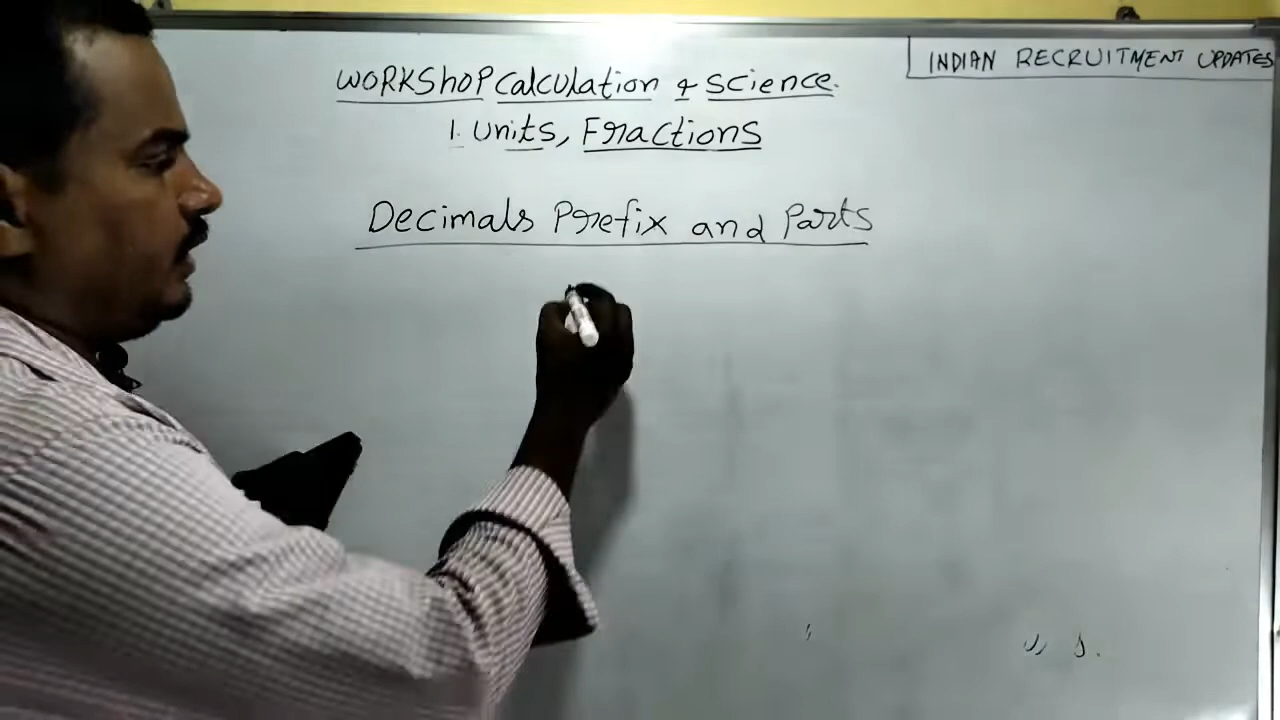 INDIAN RECRUITMENT UPDATES
WORKSHOP Calculation & Science.
1. Units, Fractions
Decimals Prefix and Parts